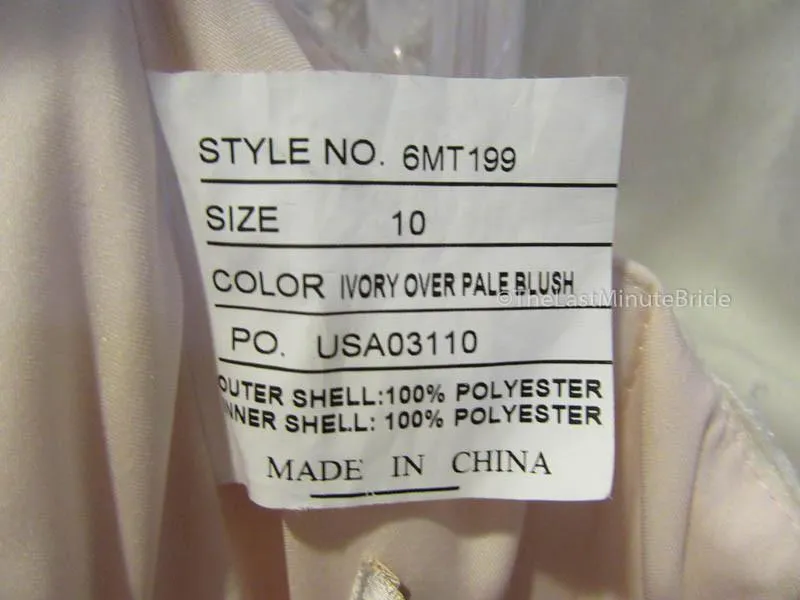 STYLE NO. 6MT199
SIZE 10
COLOR IVORY OVER PALE BLUSH
©TheLastMinuteBride
PO. USA03110
OUTER SHELL:100% POLYESTER
INNER SHELL: 100% POLYESTER
MADE IN CHINA